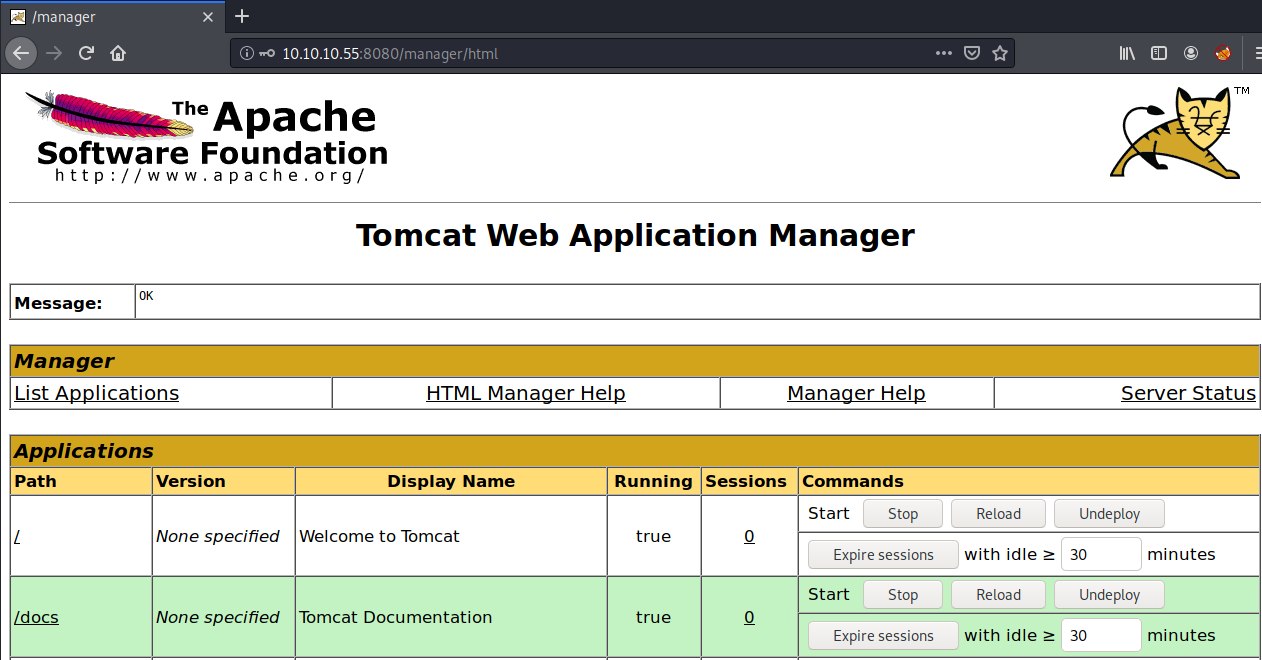 /manager
10.10.10.55:8080/manager/html
The Apache
Software Foundation
http://www.apache.org/
TM
Tomcat Web Application Manager
Message: OK
Manager
List Applications HTML Manager Help Manager Help Server Status
Applications
Path Version Display Name Running Sessions Commands
/ None specified Welcome to Tomcat true 0
Start Stop Reload Undeploy
Expire sessions with idle ≥ 30 minutes
/docs None specified Tomcat Documentation true 0
Start Stop Reload Undeploy
Expire sessions with idle ≥ 30 minutes